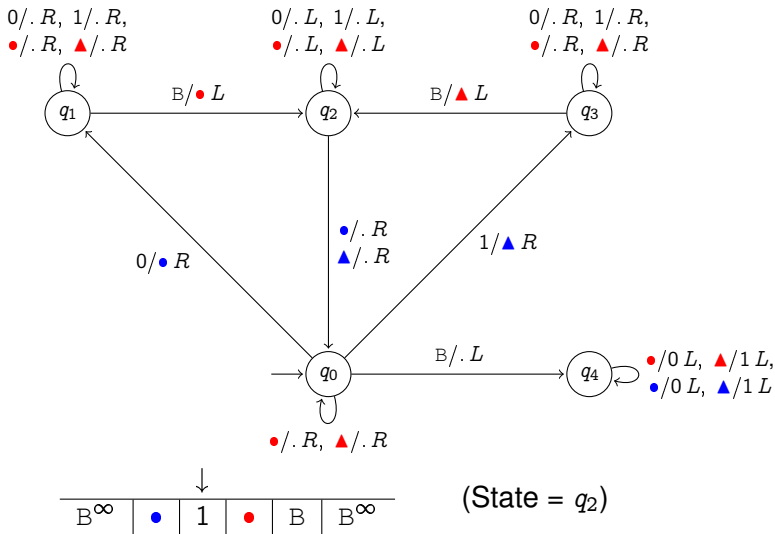 0/. R, 1/. R,
●/. R, ▲/. R
0/. L, 1/. L,
●/. L, ▲/. L
0/. R, 1/. R,
●/. R, ▲/. R
B/● L
B/▲ L
q1
q2
q3
●/. R
▲/. R
0/● R
1/▲ R
B/. L
q0
q4
●/0 L, ▲/1 L,
●/0 L, ▲/1 L
●/. R, ▲/. R
(State = q2)
B∞ ● 1 ● B B∞